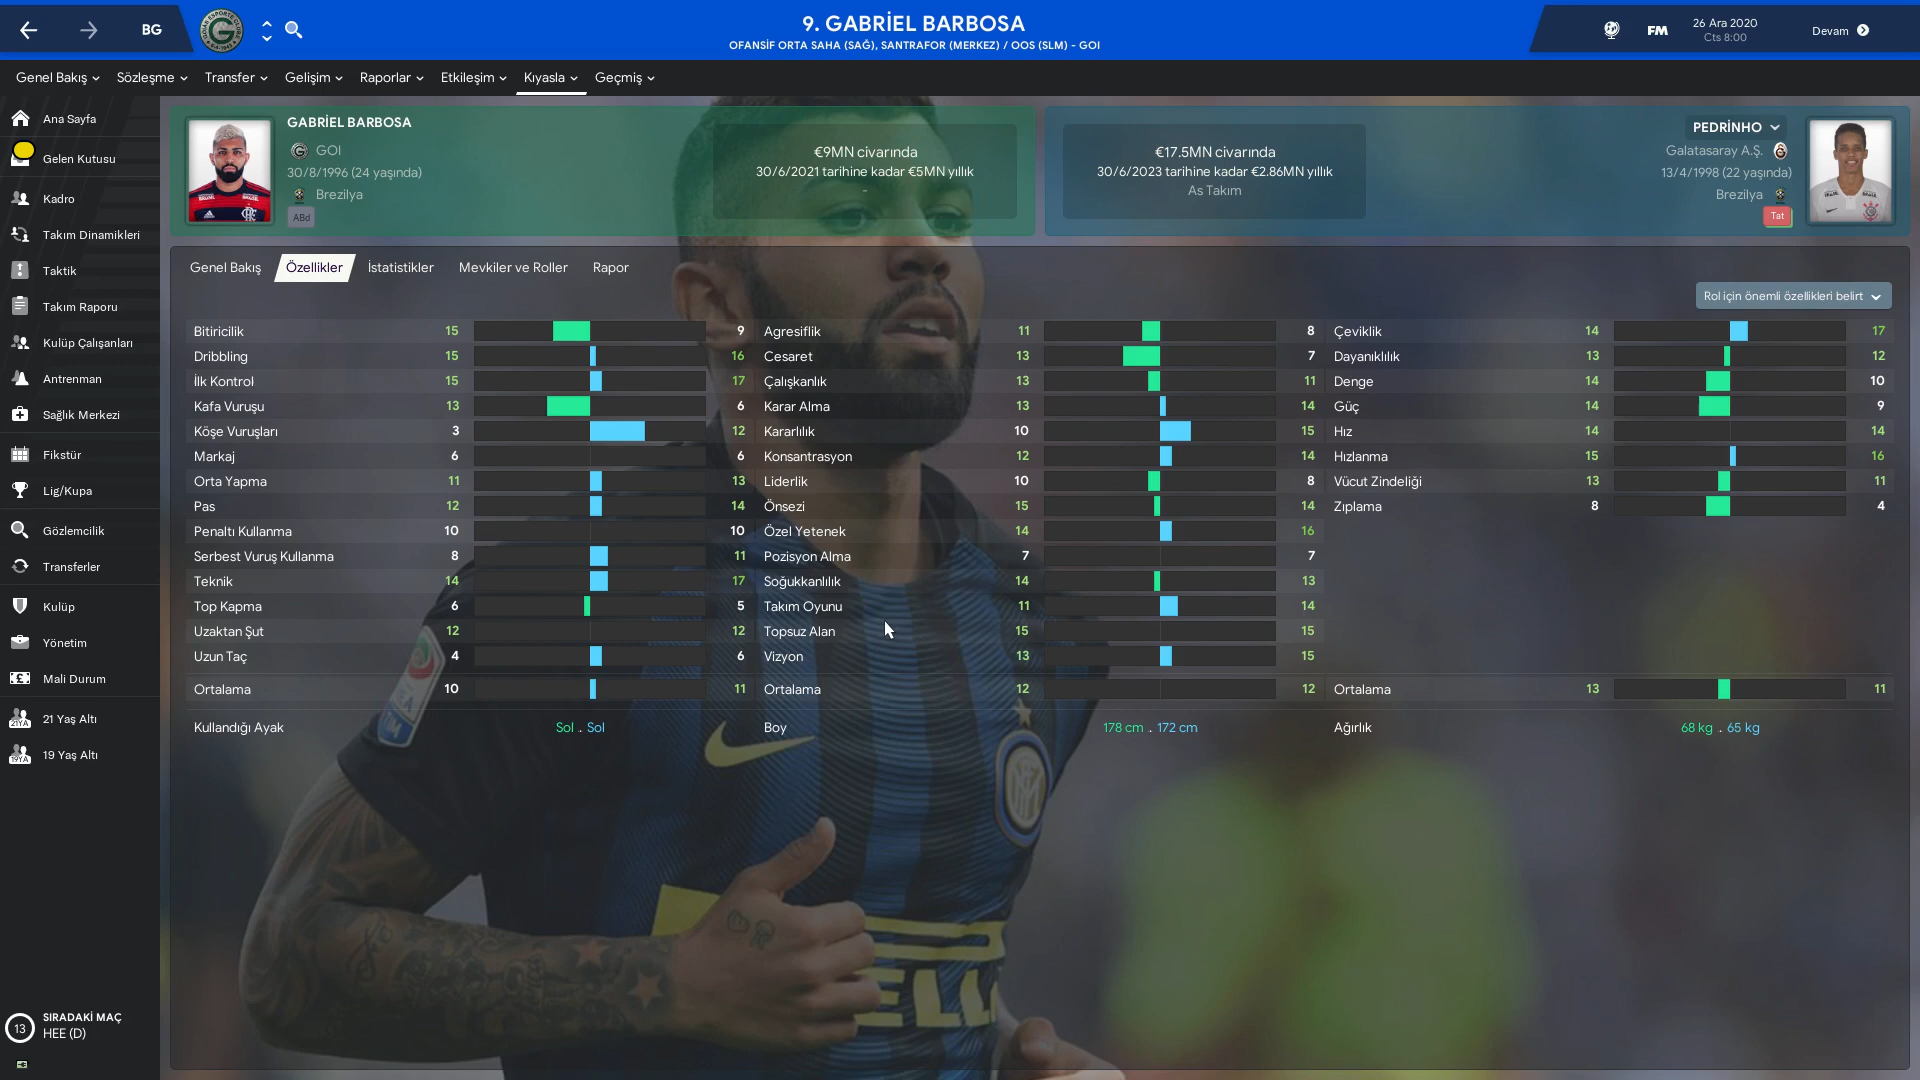 BG
9. GABRİEL BARBOSA
OFANSİF ORTA SAHA (SAĞ), SANTRAFOR (MERKEZ) / OOS (SLM) - GOI
FM
26 Ara 2020
Cts 8:00
Devam
Genel Bakış
Sözleşme
Transfer
Gelişim
Raporlar
Etkileşim
Kıyasla
Geçmiş
Ana Sayfa
Gelen Kutusu
Kadro
Takım Dinamikleri
Taktik
Takım Raporu
Kulüp Çalışanları
Antrenman
Sağlık Merkezi
Fikstür
Lig/Kupa
Gözlemcilik
Transferler
Kulüp
Yönetim
Mali Durum
21YA 21 Yaş Altı
19YA 19 Yaş Altı
13
SIRADAKİ MAÇ
HEE (D)
GABRİEL BARBOSA
GOI
30/8/1996 (24 yaşında)
Brezilya
ABd
€9MN civarında
30/6/2021 tarihine kadar €5MN yıllık
-
€17.5MN civarında
30/6/2023 tarihine kadar €2.86MN yıllık
As Takım
PEDRİNHO
Galatasaray A.Ş.
13/4/1998 (22 yaşında)
Brezilya
Tat
Genel Bakış Özellikler İstatistikler Mevkiler ve Roller Rapor
Rol için önemli özellikleri belirt
Bitiricilik 15 9 Agresiflik 11 8 Çeviklik 14 17
Dribbling 15 16 Cesaret 13 7 Dayanıklılık 13 12
İlk Kontrol 15 17 Çalışkanlık 13 11 Denge 14 10
Kafa Vuruşu 13 6 Karar Alma 13 14 Güç 14 9
Köşe Vuruşları 3 12 Kararlılık 10 15 Hız 14 14
Markaj 6 6 Konsantrasyon 12 14 Hızlanma 15 16
Orta Yapma 11 13 Liderlik 10 8 Vücut Zindeliği 13 11
Pas 12 14 Önsezi 15 14 Zıplama 8 4
Penaltı Kullanma 10 10 Özel Yetenek 14 16
Serbest Vuruş Kullanma 8 11 Pozisyon Alma 7 7
Teknik 14 17 Soğukkanlılık 14 13
Top Kapma 6 5 Takım Oyunu 11 14
Uzaktan Şut 12 12 Topsuz Alan 15 15
Uzun Taç 4 6 Vizyon 13 15
Ortalama 10 11 Ortalama 12 12 Ortalama 13 11
Kullandığı Ayak Sol . Sol Boy 178 cm . 172 cm Ağırlık 68 kg . 65 kg